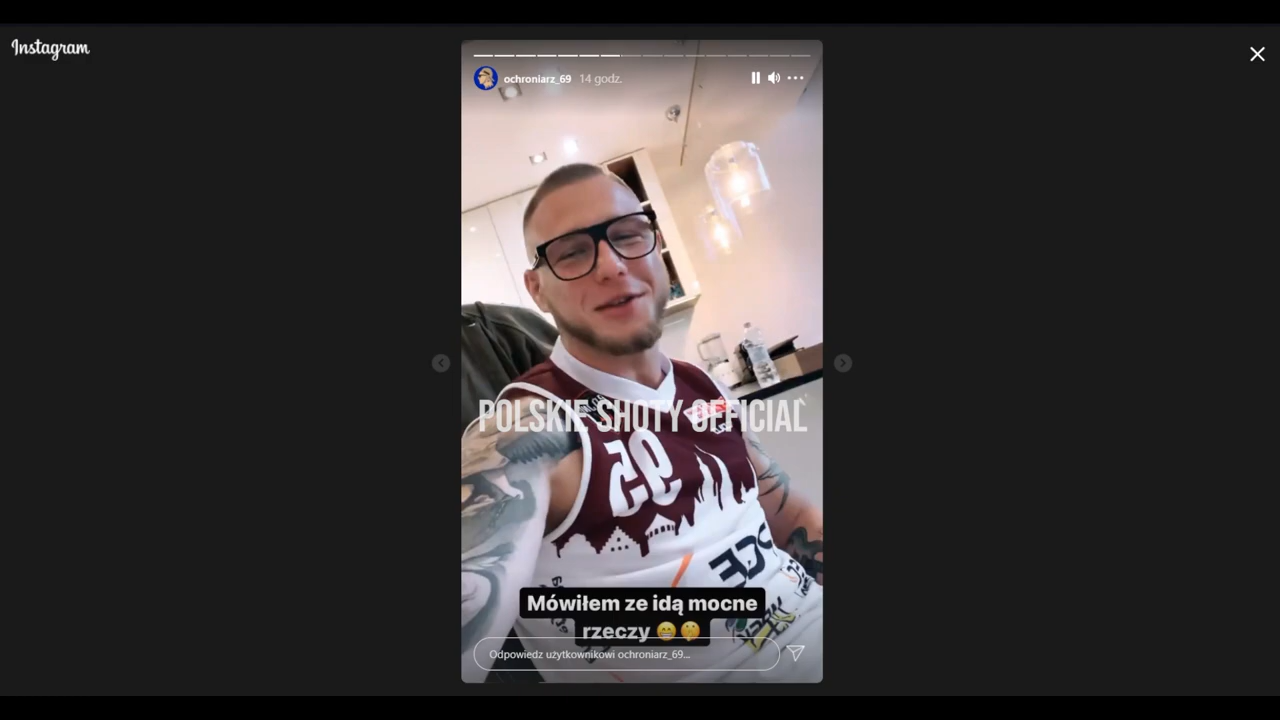 Instagram
ochroniarz_69 14 godz.
POLSKIE SHOTY OFFICIAL
95
Mówiłem ze idą mocne
rzeczy 😁🤫
Odpowiedz użytkownikowi ochroniarz_69...